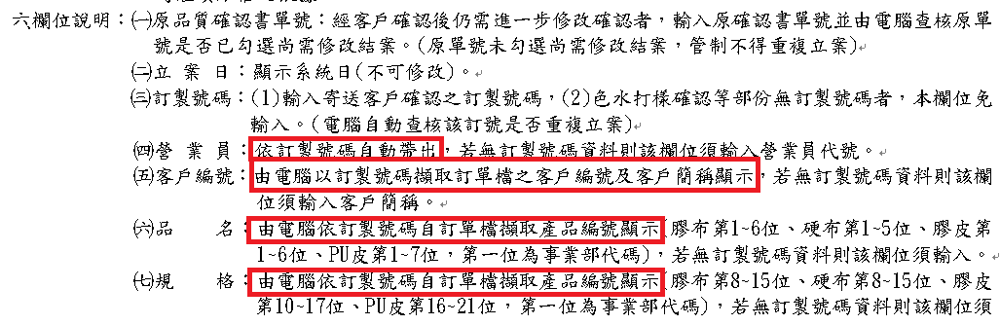 六欄位說明：㈠原品質確認書單號：經客戶確認後仍需進一步修改確認者，輸入原確認書單號並由電腦查核原單
號是否已勾選尚需修改結案。(原單號未勾選尚需修改結案，管制不得重複立案)
㈡立 案 日：顯示系統日(不可修改)。
㈢訂製號碼：(1)輸入寄送客戶確認之訂製號碼，(2)色水打樣確認等部份無訂製號碼者，本欄位免
輸入。(電腦自動查核該訂號是否重複立案)
㈣營 業 員：依訂製號碼自動帶出，若無訂製號碼資料則該欄位須輸入營業員代號。
㈤客戶編號：由電腦以訂製號碼擷取訂單檔之客戶編號及客戶簡稱顯示，若無訂製號碼資料則該欄
位須輸入客戶簡稱。
㈥品　　名：由電腦依訂製號碼自訂單檔擷取產品編號顯示(膠布第1~6位、硬布第1~5位、膠皮第
1~6位、PU皮第1~7位，第一位為事業部代碼)，若無訂製號碼資料則該欄位須輸入。
㈦規　　格：由電腦依訂製號碼自訂單檔擷取產品編號顯示(膠布第8~15位、硬布第8~15位、膠皮
第10~17位、PU皮第16~21位，第一位為事業部代碼)，若無訂製號碼資料則該欄位須